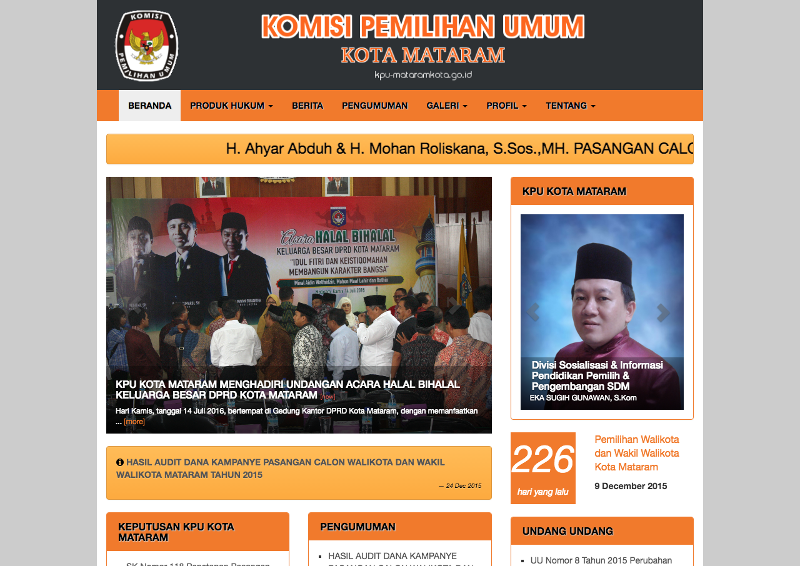 KOMISI
PEMILIHAN UMUM
KOMISI PEMILIHAN UMUM
KOTA MATARAM
kpu-mataramkota.go.id
BERANDA PRODUK HUKUM BERITA PENGUMUMAN GALERI PROFIL TENTANG
H. Ahyar Abduh & H. Mohan Roliskana, S.Sos.,MH. PASANGAN CALO
Acara HALAL BIHALAL
KELUARGA BESAR DPRD KOTA MATARAM
"IDUL FITRI DAN KEISTIQOMAHAN
MEMBANGUN KARAKTER BANGSA"
KPU KOTA MATARAM MENGHADIRI UNDANGAN ACARA HALAL BIHALAL
KELUARGA BESAR DPRD KOTA MATARAM
Hari Kamis, tanggal 14 Juli 2016, bertempat di Gedung Kantor DPRD Kota Mataram, dengan memanfaatkan
... [more]
HASIL AUDIT DANA KAMPANYE PASANGAN CALON WALIKOTA DAN WAKIL
WALIKOTA MATARAM TAHUN 2015
— 24 Dec 2015
KEPUTUSAN KPU KOTA
MATARAM
SK Nomor 118 Penetapan Pasangan
PENGUMUMAN
HASIL AUDIT DANA KAMPANYE
PASANGAN CALON WALIKOTA DAN
KPU KOTA MATARAM
Divisi Sosialisasi & Informasi
Pendidikan Pemilih &
Pengembangan SDM
EKA SUGIH GUNAWAN, S.Kom
226
hari yang lalu
Pemilihan Walikota
dan Wakil Walikota
Kota Mataram
9 December 2015
UNDANG UNDANG
UU Nomor 8 Tahun 2015 Perubahan